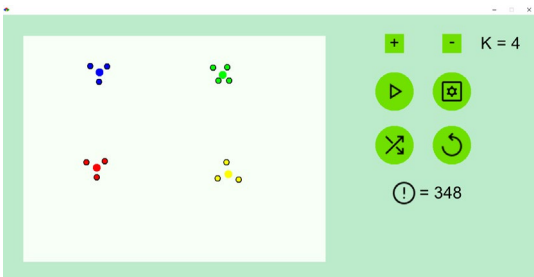 + - K = 4
! = 348